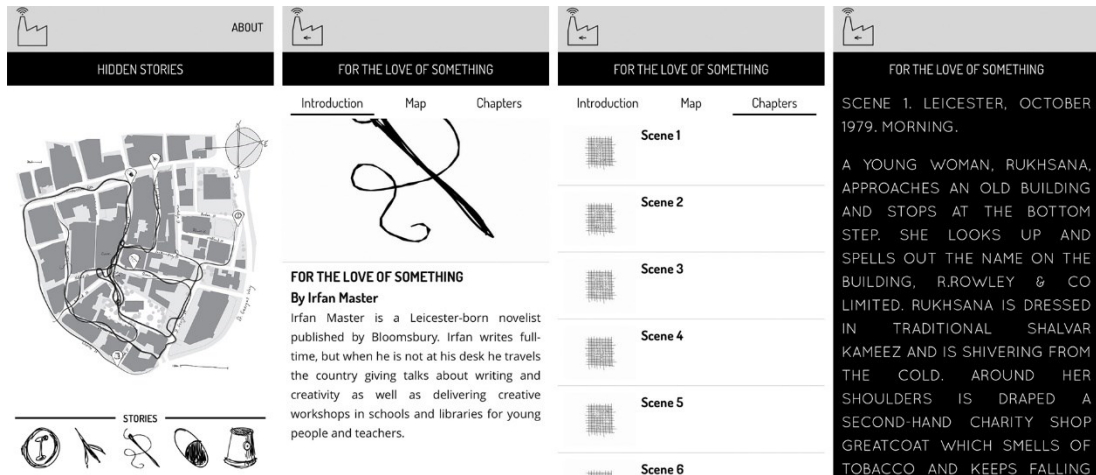 ABOUT
HIDDEN STORIES
STORIES
FOR THE LOVE OF SOMETHING
Introduction Map Chapters
FOR THE LOVE OF SOMETHING
By Irfan Master
Irfan Master is a Leicester-born novelist
published by Bloomsbury. Irfan writes full-
time, but when he is not at his desk he travels
the country giving talks about writing and
creativity as well as delivering creative
workshops in schools and libraries for young
people and teachers.
FOR THE LOVE OF SOMETHING
Introduction Map Chapters
Scene 1
Scene 2
Scene 3
Scene 4
Scene 5
Scene 6
FOR THE LOVE OF SOMETHING
SCENE 1. LEICESTER, OCTOBER
1979. MORNING.
A YOUNG WOMAN, RUKHSANA,
APPROACHES AN OLD BUILDING
AND STOPS AT THE BOTTOM
STEP. SHE LOOKS UP AND
SPELLS OUT THE NAME ON THE
BUILDING, R.ROWLEY & CO
LIMITED. RUKHSANA IS DRESSED
IN TRADITIONAL SHALVAR
KAMEEZ AND IS SHIVERING FROM
THE COLD. AROUND HER
SHOULDERS IS DRAPED A
SECOND-HAND CHARITY SHOP
GREATCOAT WHICH SMELLS OF
TOBACCO AND KEEPS FALLING